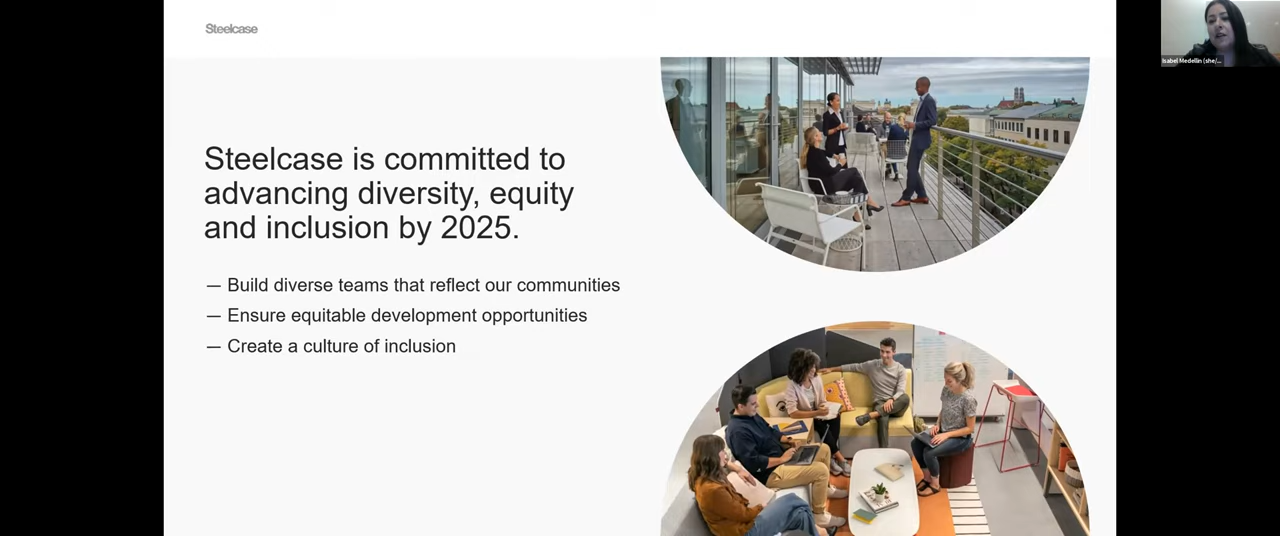 Steelcase
Steelcase is committed to
advancing diversity, equity
and inclusion by 2025.
— Build diverse teams that reflect our communities
— Ensure equitable development opportunities
— Create a culture of inclusion
Isabel Medellin (she/...